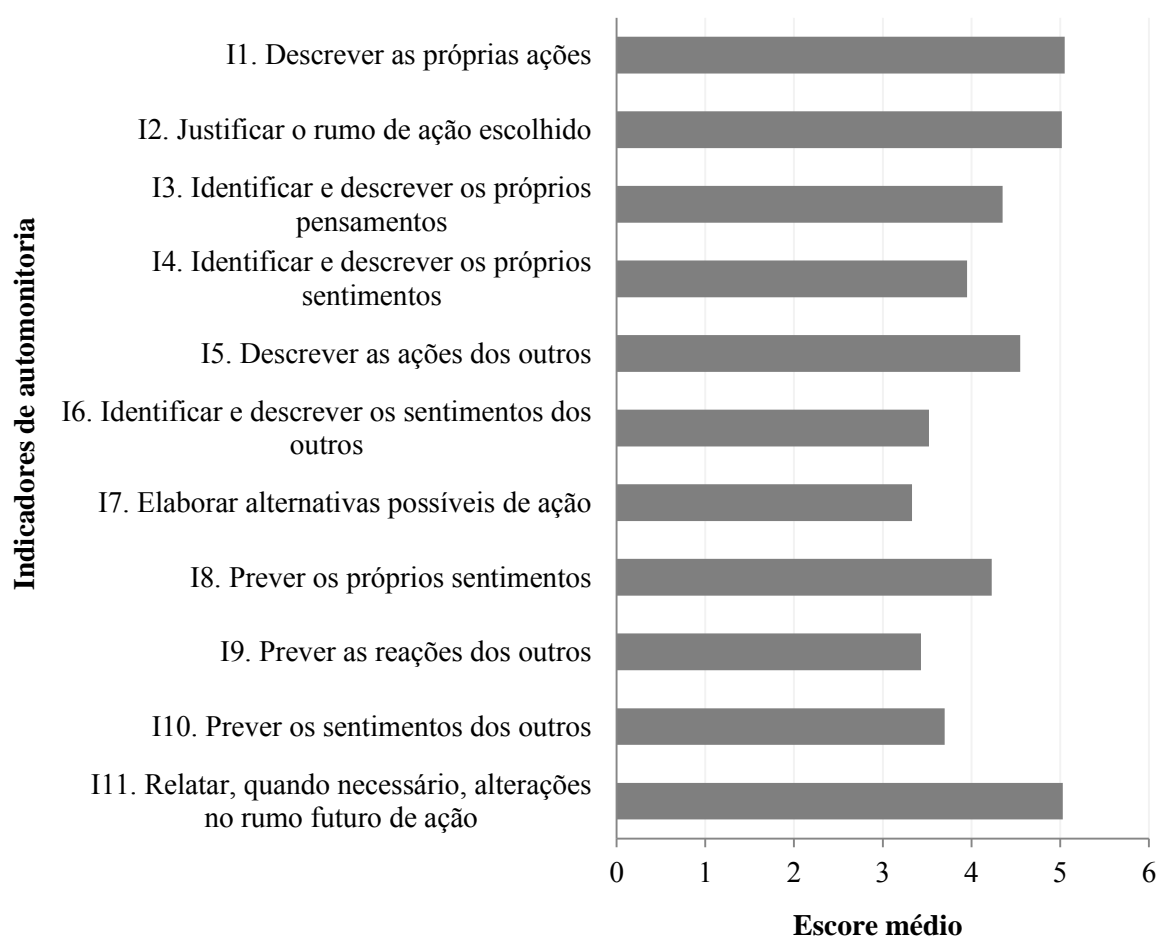 I1. Descrever as próprias ações
I2. Justificar o rumo de ação escolhido
I3. Identificar e descrever os próprios
pensamentos
I4. Identificar e descrever os próprios
sentimentos
I5. Descrever as ações dos outros
I6. Identificar e descrever os sentimentos dos
outros
I7. Elaborar alternativas possíveis de ação
I8. Prever os próprios sentimentos
I9. Prever as reações dos outros
I10. Prever os sentimentos dos outros
I11. Relatar, quando necessário, alterações
no rumo futuro de ação
Indicadores de automonitoria
0 1 2 3 4 5 6
Escore médio